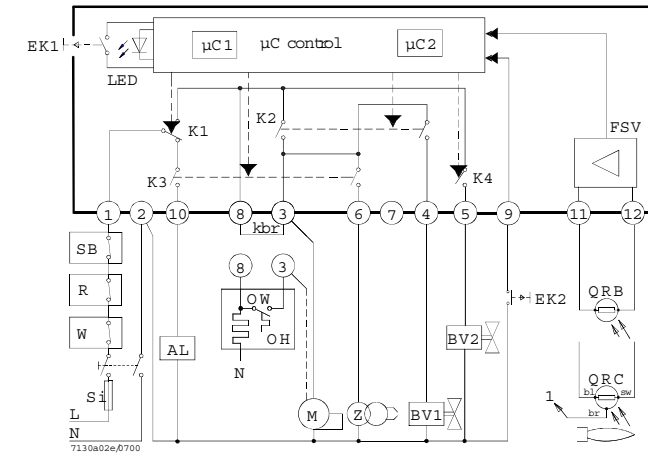 EK1
LED
µC1
µC control
µC2
FSV
K1
K2
K3
K4
1 2 10 8 3 6 7 4 5 9 11 12
kbr
SB
R
W
Si
L
N
7130a02e/0700
AL
8 3
OW
OH
N
M
Z
BV1
BV2
EK2
QRB
QRC
bl sw
br
1